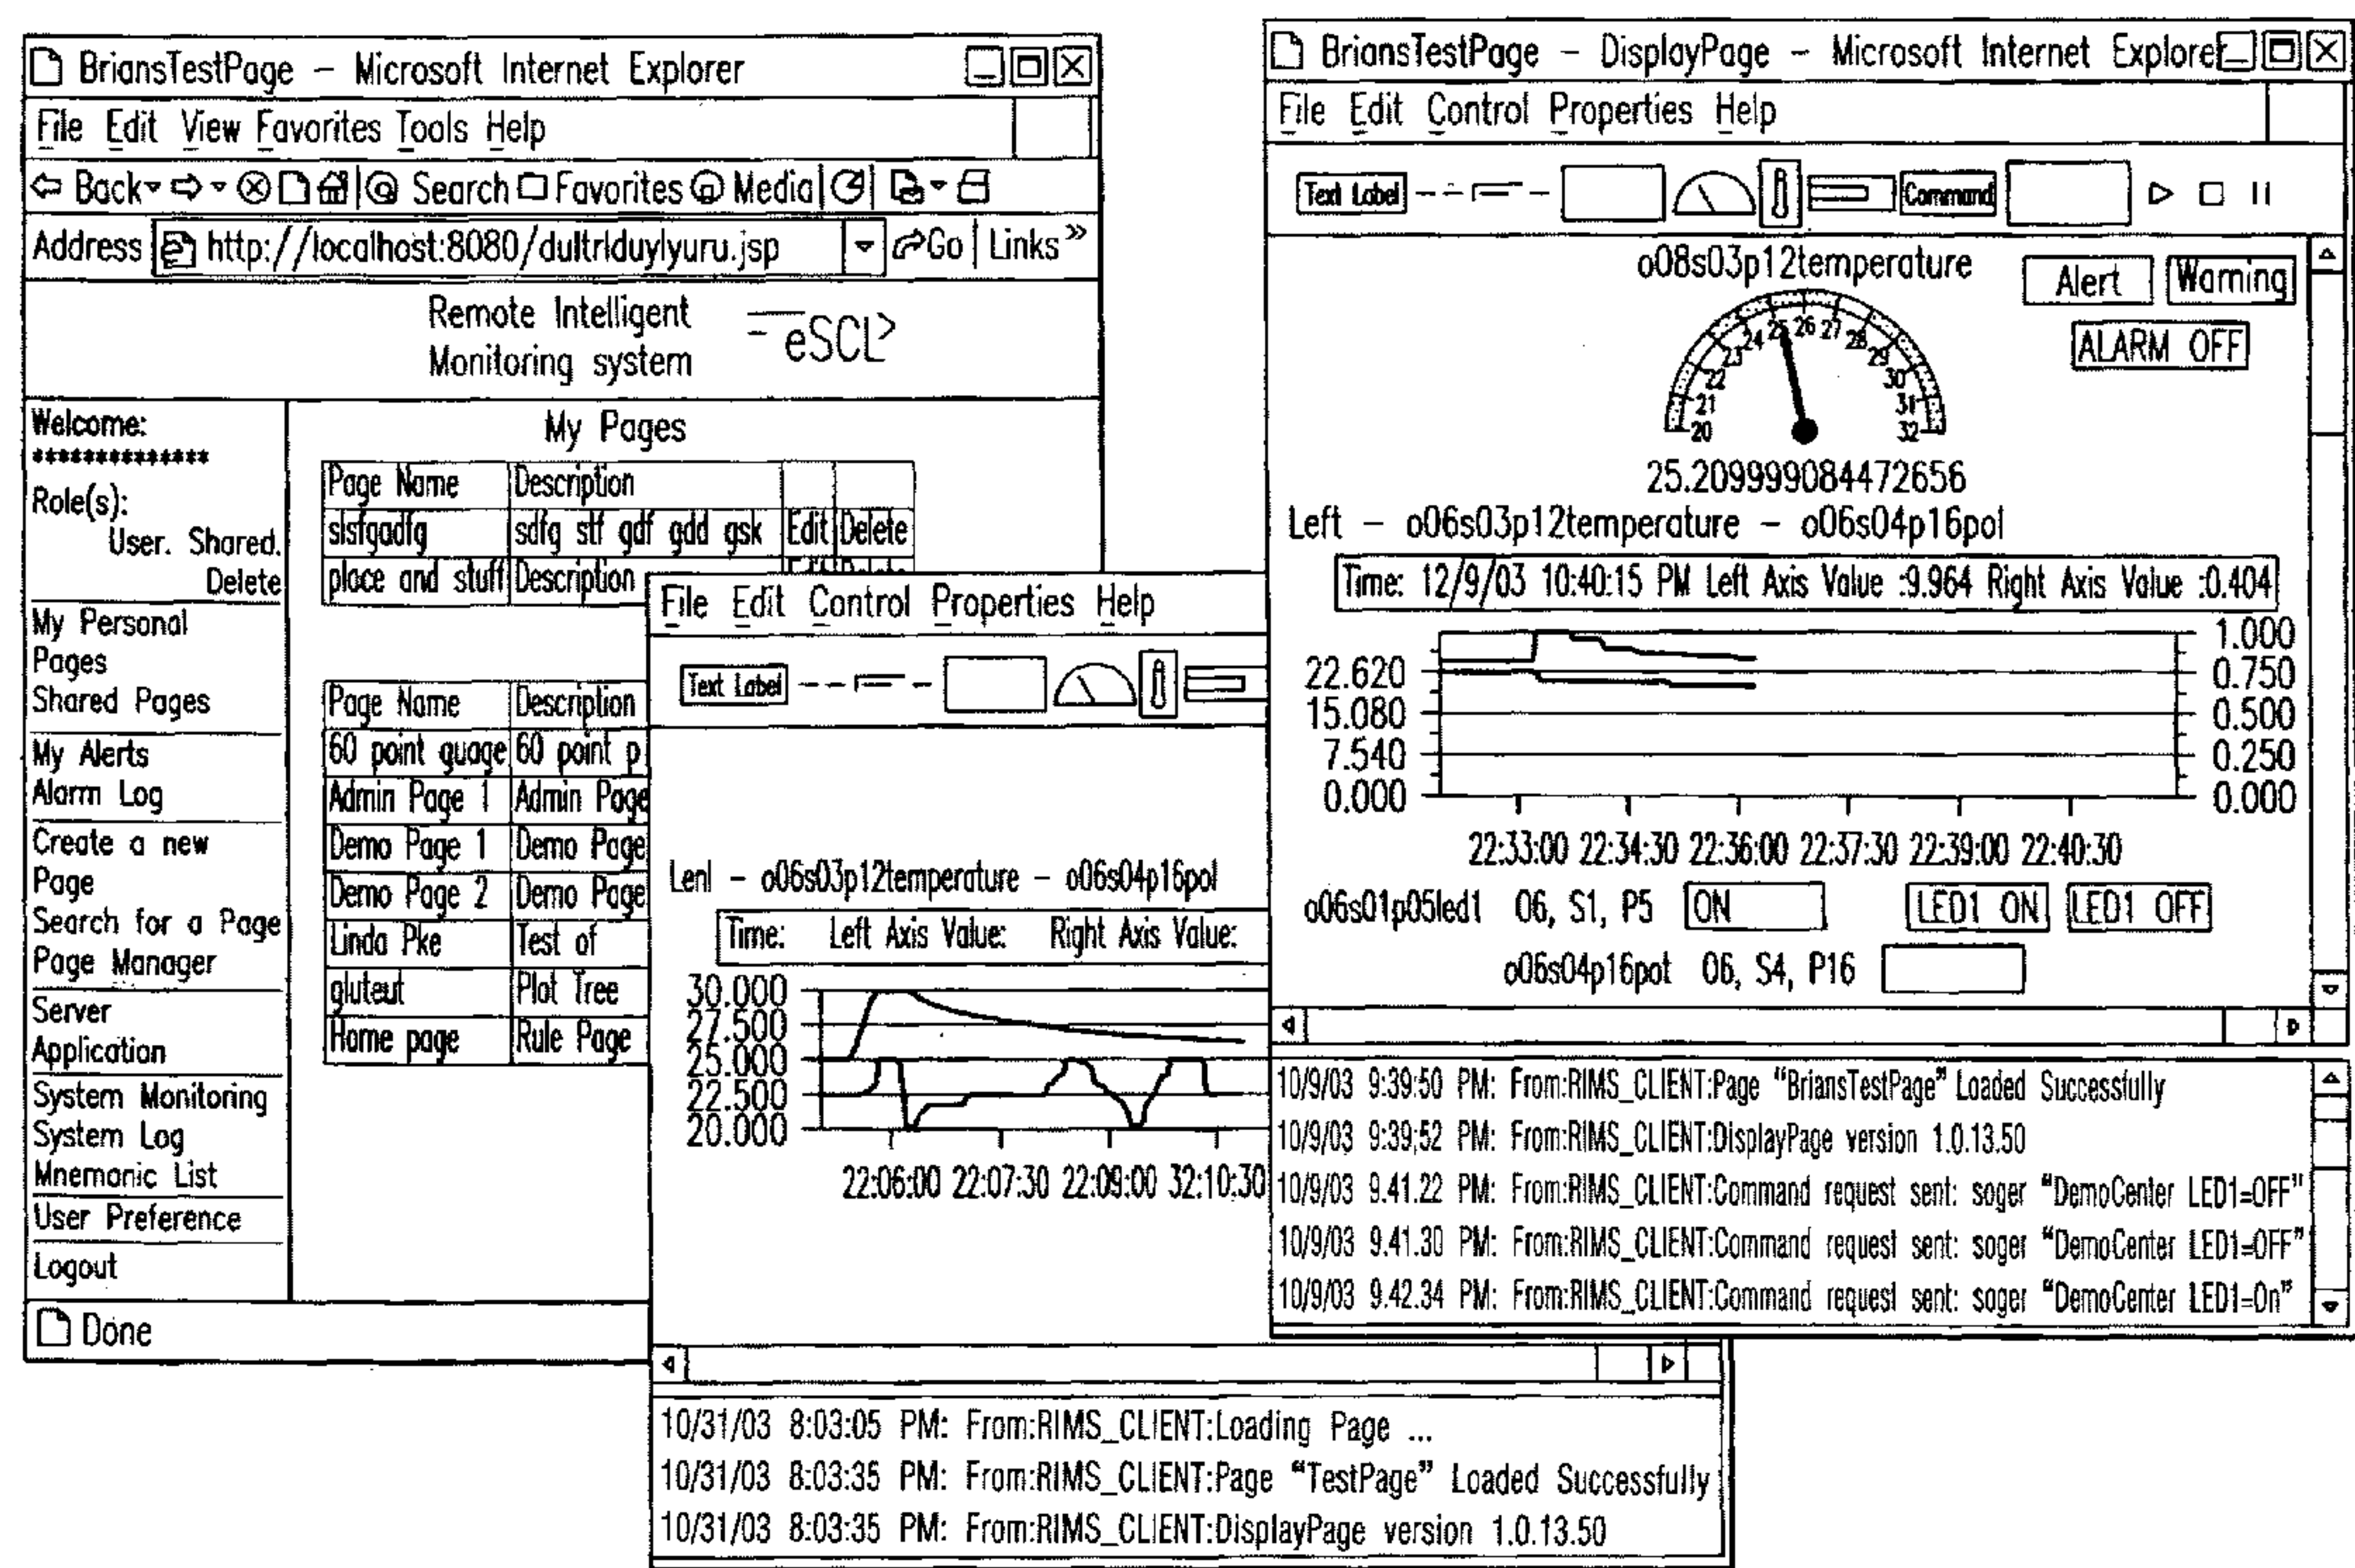 BriansTestPage – Microsoft Internet Explorer
File Edit View Favorites Tools Help
Back Search Favorites Media
Address http://localhost:8080/dultrlduylyuru.jsp Go Links »
Remote Intelligent
Monitoring system
eSCL>
Welcome:
**************
Role(s):
User. Shared.
Delete
My Personal
Pages
Shared Pages
My Alerts
Alarm Log
Create a new
Page
Search for a Page
Page Manager
Server
Application
System Monitoring
System Log
Mnemonic List
User Preference
Logout
Done
My Pages
Page Name Description
slsfgadfg sdfg stf gdf gdd gsk Edit Delete
place and stuff Description Edit Delete
Page Name Description
60 point guage 60 point p
Admin Page 1 Admin Page
Demo Page 1 Demo Page
Demo Page 2 Demo Page
Linda Pke Test of
gluteut Plot Tree
Home page Rule Page
File Edit Control Properties Help
Text Label
Lenl – o06s03p12temperature – o06s04p16pol
Time: Left Axis Value: Right Axis Value:
30.000
27.500
25.000
22.500
20.000
22:06:00 22:07:30 22:09:00 32:10:30
10/31/03 8:03:05 PM: From:RIMS_CLIENT:Loading Page ...
10/31/03 8:03:35 PM: From:RIMS_CLIENT:Page “TestPage” Loaded Successfully
10/31/03 8:03:35 PM: From:RIMS_CLIENT:DisplayPage version 1.0.13.50
BriansTestPage – DisplayPage – Microsoft Internet Explorer
File Edit Control Properties Help
Text Label Command
o08s03p12temperature
Alert Warning
ALARM OFF
20 21 22 23 24 25 26 27 28 29 30 31 32
25.209999084472656
Left – o06s03p12temperature – o06s04p16pol
Time: 12/9/03 10:40:15 PM Left Axis Value :9.964 Right Axis Value :0.404
1.000
22.620 0.750
15.080 0.500
7.540 0.250
0.000 0.000
22:33:00 22:34:30 22:36:00 22:37:30 22:39:00 22:40:30
o06s01p05led1 06, S1, P5 ON LED1 ON LED1 OFF
o06s04p16pot 06, S4, P16
10/9/03 9:39:50 PM: From:RIMS_CLIENT:Page “BriansTestPage” Loaded Successfully
10/9/03 9:39:52 PM: From:RIMS_CLIENT:DisplayPage version 1.0.13.50
10/9/03 9.41.22 PM: From:RIMS_CLIENT:Command request sent: soger “DemoCenter LED1=OFF”
10/9/03 9.41.30 PM: From:RIMS_CLIENT:Command request sent: soger “DemoCenter LED1=OFF”
10/9/03 9.42.34 PM: From:RIMS_CLIENT:Command request sent: soger “DemoCenter LED1=On”